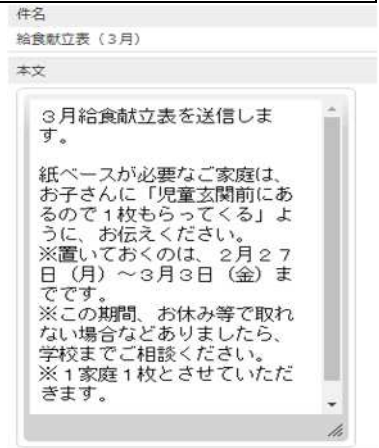 件名
給食献立表（３月）
本文
３月給食献立表を送信しま
す。
紙ベースが必要なご家庭は、
お子さんに「児童玄関前にあ
るので１枚もらってくる」よ
うに、お伝えください。
※置いておくのは、２月２７
日（月）～３月３日（金）ま
でです。
※この期間、お休み等で取れ
ない場合などありましたら、
学校までご相談ください。
※１家庭１枚とさせていただ
きます。